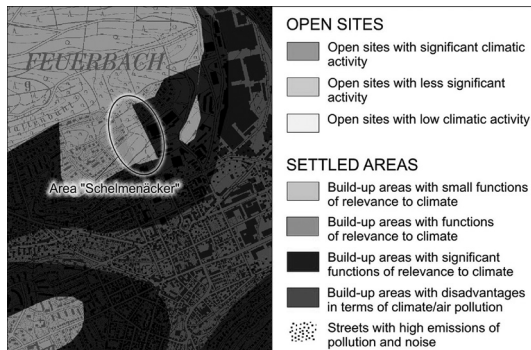 FEUERBACH
Area "Schelmenäcker"
OPEN SITES
Open sites with significant climatic
activity
Open sites with less significant
activity
Open sites with low climatic activity
SETTLED AREAS
Build-up areas with small functions
of relevance to climate
Build-up areas with functions
of relevance to climate
Build-up areas with significant
functions of relevance to climate
Build-up areas with disadvantages
in terms of climate/air pollution
Streets with high emissions of
pollution and noise